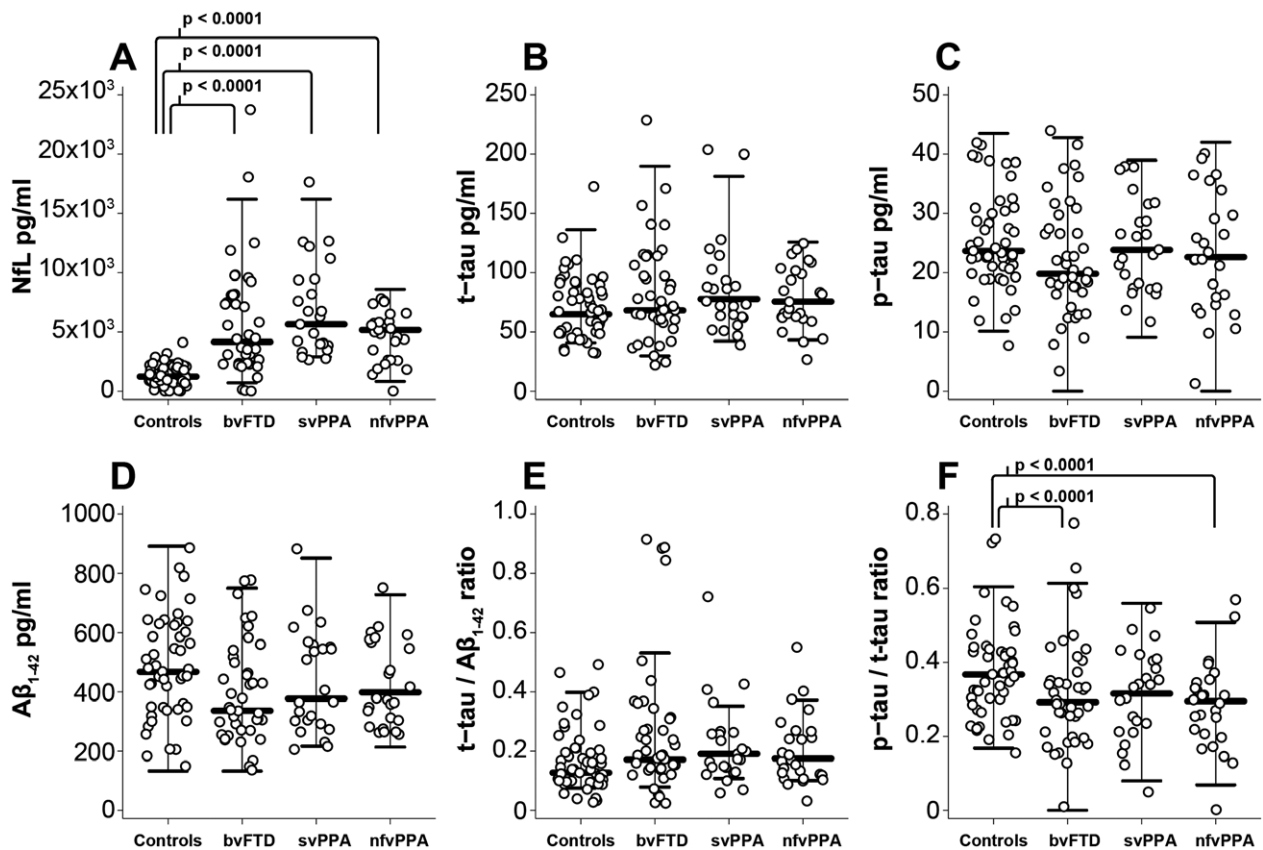 p < 0.0001
p < 0.0001
p < 0.0001
A
NfL pg/ml
25x10³
20x10³
15x10³
10x10³
5x10³
0
Controls bvFTD svPPA nfvPPA
B
t-tau pg/ml
250
200
150
100
50
0
Controls bvFTD svPPA nfvPPA
C
p-tau pg/ml
50
40
30
20
10
0
Controls bvFTD svPPA nfvPPA
D
Aβ₁₋₄₂ pg/ml
1000
800
600
400
200
0
Controls bvFTD svPPA nfvPPA
E
t-tau / Aβ₁₋₄₂ ratio
1.0
0.8
0.6
0.4
0.2
0
Controls bvFTD svPPA nfvPPA
F
p < 0.0001
p < 0.0001
p-tau / t-tau ratio
0.8
0.6
0.4
0.2
0
Controls bvFTD svPPA nfvPPA